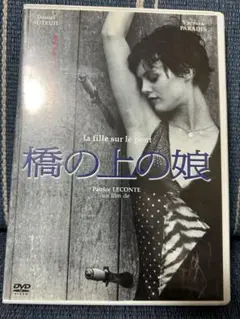 Daniel
AUTEUIL
Vanessa
PARADIS
la fille sur le pont
橋の上の娘
Patrice LECONTE
un film de
DVD
VIDEO